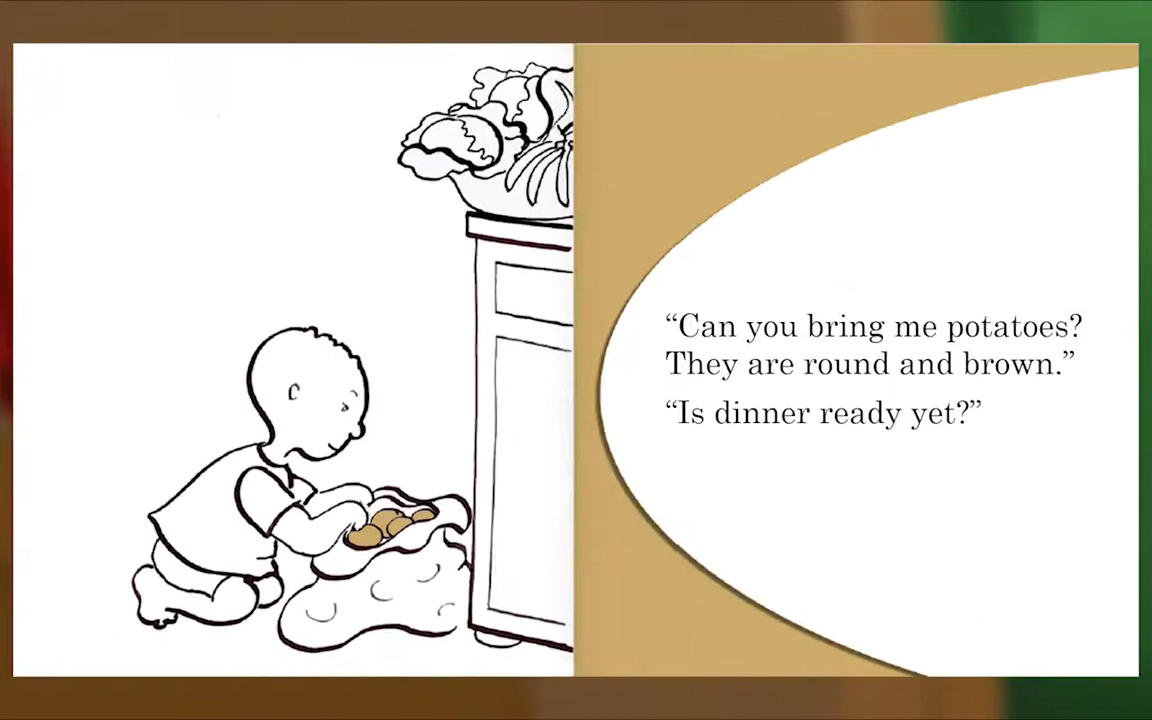 “Can you bring me potatoes?
They are round and brown.”
“Is dinner ready yet?”